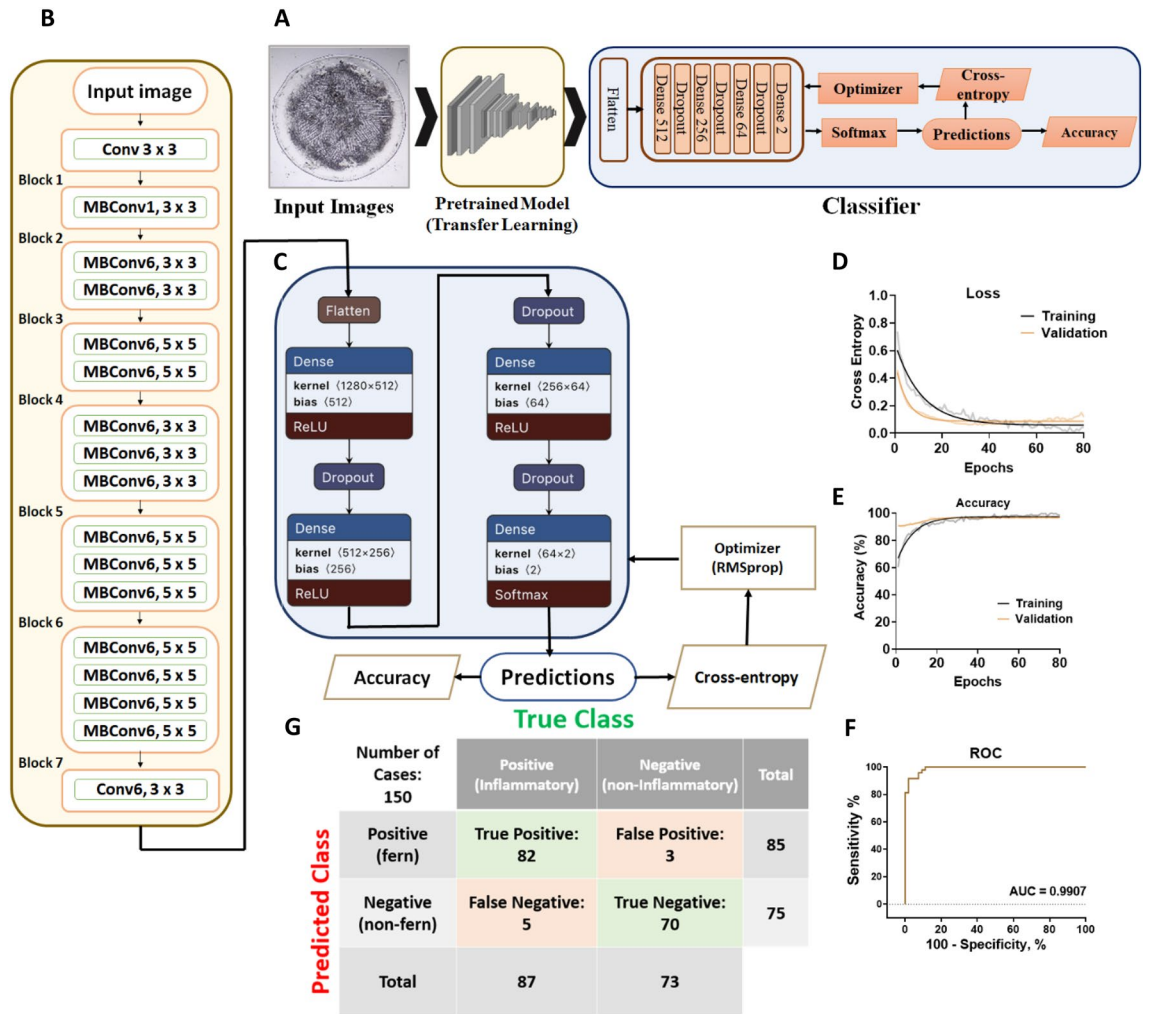 B
Input image
Conv 3 x 3
Block 1
MBConv1, 3 x 3
Block 2
MBConv6, 3 x 3
MBConv6, 3 x 3
Block 3
MBConv6, 5 x 5
MBConv6, 5 x 5
Block 4
MBConv6, 3 x 3
MBConv6, 3 x 3
MBConv6, 3 x 3
Block 5
MBConv6, 5 x 5
MBConv6, 5 x 5
MBConv6, 5 x 5
Block 6
MBConv6, 5 x 5
MBConv6, 5 x 5
MBConv6, 5 x 5
MBConv6, 5 x 5
Block 7
Conv6, 3 x 3
A
Input Images
Pretrained Model
(Transfer Learning)
Flatten
Dense 512
Dropout
Dense 256
Dropout
Dense 64
Dropout
Dense 2
Optimizer
Cross-
entropy
Softmax
Predictions
Accuracy
Classifier
C
Flatten
Dense
kernel ⟨1280×512⟩
bias ⟨512⟩
ReLU
Dropout
Dense
kernel ⟨512×256⟩
bias ⟨256⟩
ReLU
Dropout
Dense
kernel ⟨256×64⟩
bias ⟨64⟩
ReLU
Dropout
Dense
kernel ⟨64×2⟩
bias ⟨2⟩
Softmax
Optimizer
(RMSprop)
Accuracy
Predictions
Cross-entropy
D
Loss
Training
Validation
Cross Entropy
1.0
0.8
0.6
0.4
0.2
0.0
0 20 40 60 80
Epochs
E
Accuracy
Accuracy (%)
100
80
60
40
20
0
Training
Validation
0 20 40 60 80
Epochs
F
ROC
Sensitivity %
100
80
60
40
20
0
AUC = 0.9907
0 20 40 60 80 100
100 - Specificity, %
G
True Class
Predicted Class
Number of
Cases:
150
Positive
(Inflammatory)
Negative
(non-Inflammatory)
Total
Positive
(fern)
True Positive:
82
False Positive:
3
85
Negative
(non-fern)
False Negative:
5
True Negative:
70
75
Total
87
73